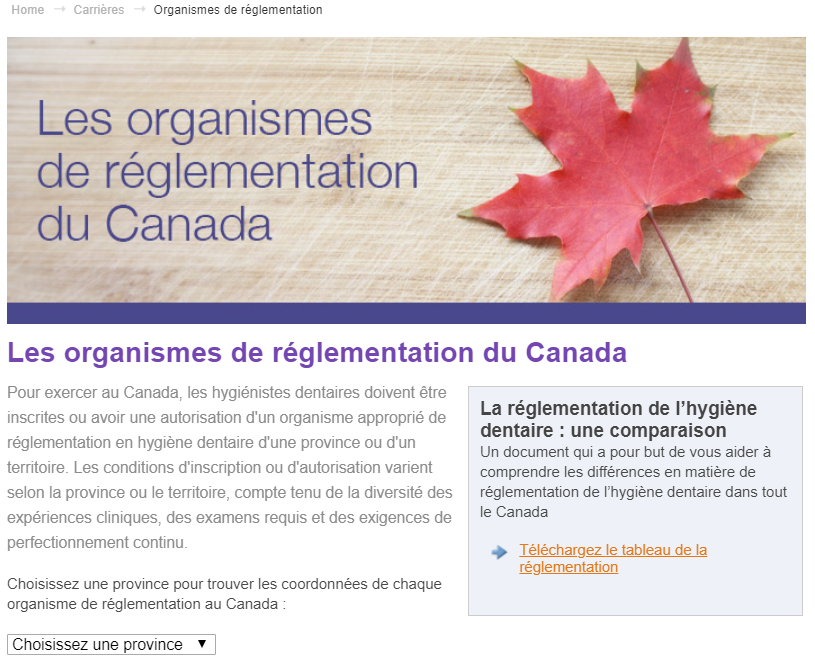 Home → Carrières → Organismes de réglementation
Les organismes
de réglementation
du Canada
Les organismes de réglementation du Canada
Pour exercer au Canada, les hygiénistes dentaires doivent être
inscrites ou avoir une autorisation d'un organisme approprié de
réglementation en hygiène dentaire d'une province ou d'un
territoire. Les conditions d'inscription ou d'autorisation varient
selon la province ou le territoire, compte tenu de la diversité des
expériences cliniques, des examens requis et des exigences de
perfectionnement continu.
Choisissez une province pour trouver les coordonnées de chaque
organisme de réglementation au Canada :
Choisissez une province ▼
La réglementation de l’hygiène
dentaire : une comparaison
Un document qui a pour but de vous aider à
comprendre les différences en matière de
réglementation de l’hygiène dentaire dans tout
le Canada
Téléchargez le tableau de la
réglementation